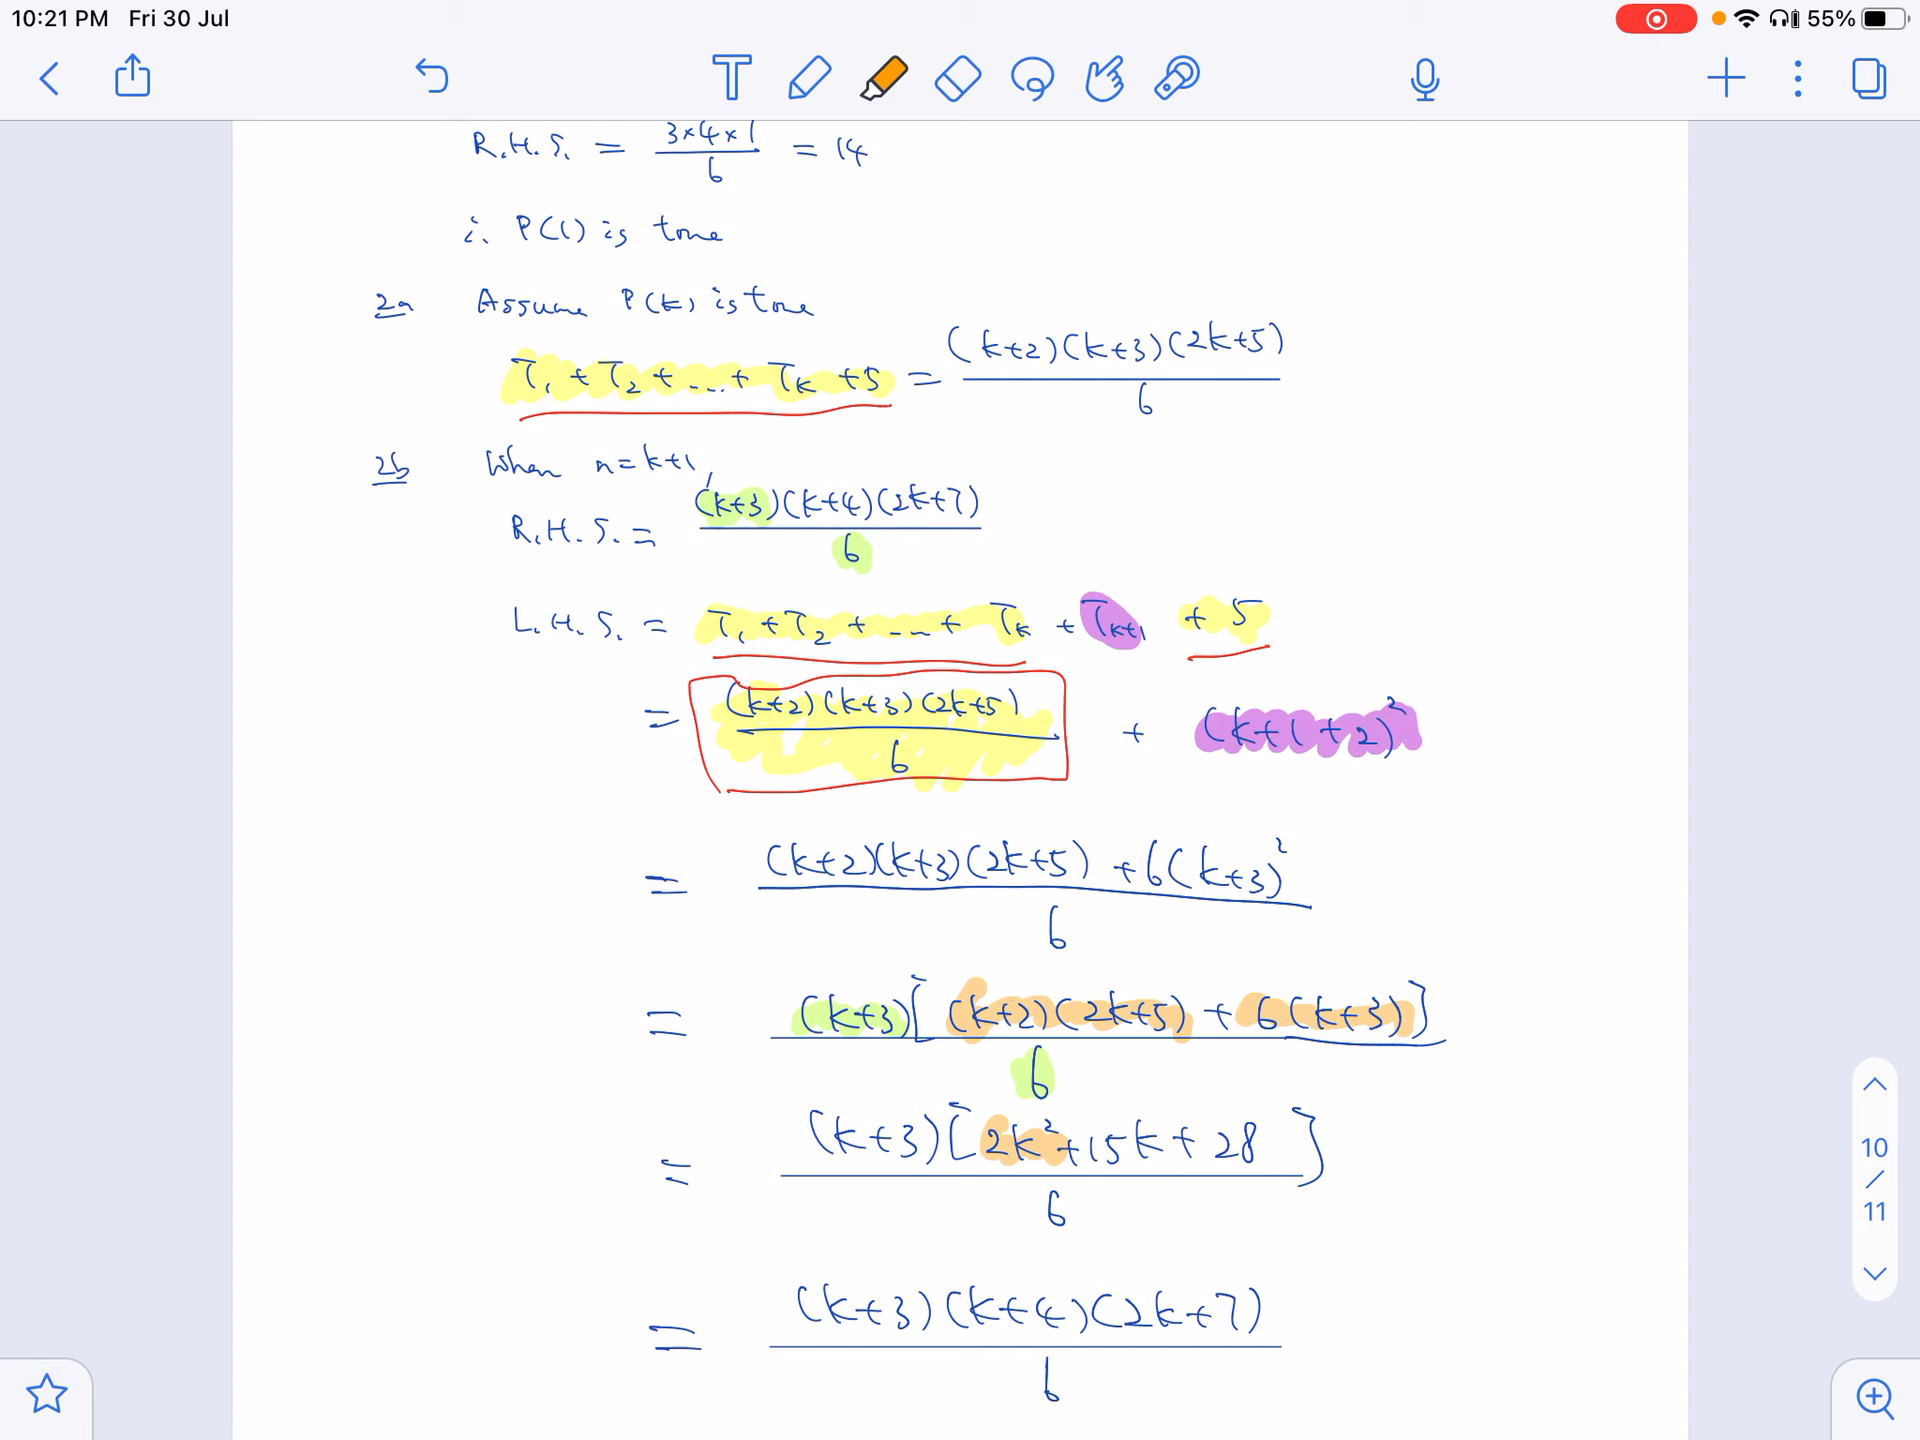 10:21 PM Fri 30 Jul
55%
R.H.S. = 3×4×1 / 6 = 14
∴ P(1) is true
2a Assume P(k) is true
T₁ + T₂ + ... + Tk + 5 = (k+2)(k+3)(2k+5) / 6
2b When n = k+1,
R.H.S. = (k+3)(k+4)(2k+7) / 6
L.H.S. = T₁ + T₂ + ... + Tk + Tk+1 + 5
= (k+2)(k+3)(2k+5) / 6 + (k+1+2)²
= (k+2)(k+3)(2k+5) + 6(k+3)² / 6
= (k+3)[(k+2)(2k+5) + 6(k+3)] / 6
= (k+3)[2k² + 15k + 28] / 6
= (k+3)(k+4)(2k+7) / 6
10
/
11